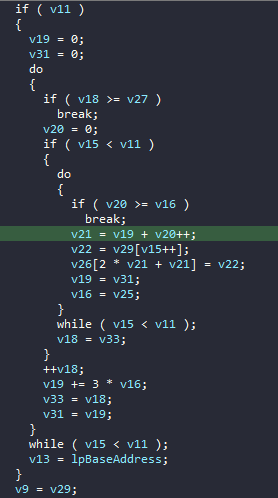 if ( v11 )
{
  v19 = 0;
  v31 = 0;
  do
  {
    if ( v18 >= v27 )
      break;
    v20 = 0;
    if ( v15 < v11 )
    {
      do
      {
        if ( v20 >= v16 )
          break;
        v21 = v19 + v20++;
        v22 = v29[v15++];
        v26[2 * v21 + v21] = v22;
        v19 = v31;
        v16 = v25;
      }
      while ( v15 < v11 );
      v18 = v33;
    }
    ++v18;
    v19 += 3 * v16;
    v33 = v18;
    v31 = v19;
  }
  while ( v15 < v11 );
  v13 = lpBaseAddress;
}
v9 = v29;